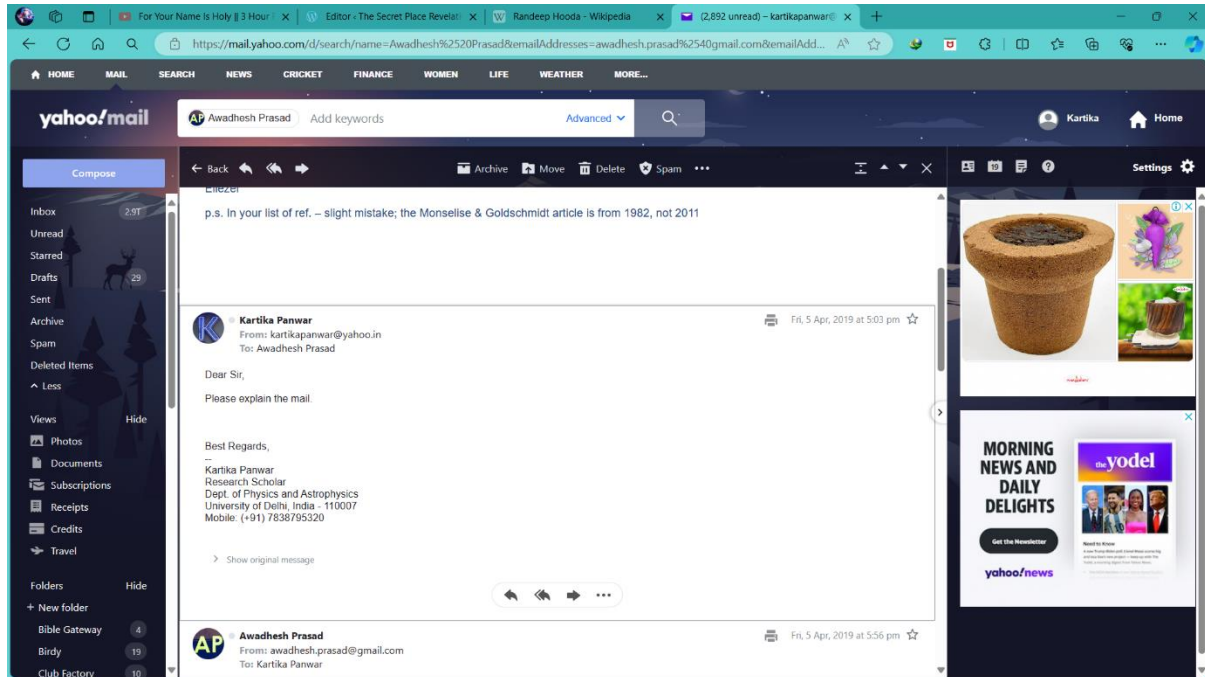 For Your Name Is Holy || 3 Hour
Editor ‹ The Secret Place Revelati
Randeep Hooda - Wikipedia
(2,892 unread) – kartikapanwar@
https://mail.yahoo.com/d/search/name=Awadhesh%2520Prasad&emailAddresses=awadhesh.prasad%2540gmail.com&emailAdd...
HOME MAIL SEARCH NEWS CRICKET FINANCE WOMEN LIFE WEATHER MORE...
yahoo!mail
AP Awadhesh Prasad Add keywords Advanced
Kartika Home
Compose
Back Archive Move Delete Spam •••
19 Settings
Inbox 2.9T
Unread
Starred
Drafts 29
Sent
Archive
Spam
Deleted Items
Less
Views Hide
Photos
Documents
Subscriptions
Receipts
Credits
Travel
Folders Hide
+ New folder
Bible Gateway 4
Birdy 19
Club Factory 10
Eliezer
p.s. In your list of ref. – slight mistake; the Monselise & Goldschmidt article is from 1982, not 2011
K
Kartika Panwar Fri, 5 Apr, 2019 at 5:03 pm
From: kartikapanwar@yahoo.in
To: Awadhesh Prasad
Dear Sir,
Please explain the mail.
Best Regards,
--
Kartika Panwar
Research Scholar
Dept. of Physics and Astrophysics
University of Delhi, India - 110007
Mobile: (+91) 7838795320
Show original message
AP
Awadhesh Prasad Fri, 5 Apr, 2019 at 5:56 pm
From: awadhesh.prasad@gmail.com
To: Kartika Panwar
MORNING
NEWS AND
DAILY
DELIGHTS
Get the Newsletter
yahoo!news
the yodel
Need to Know